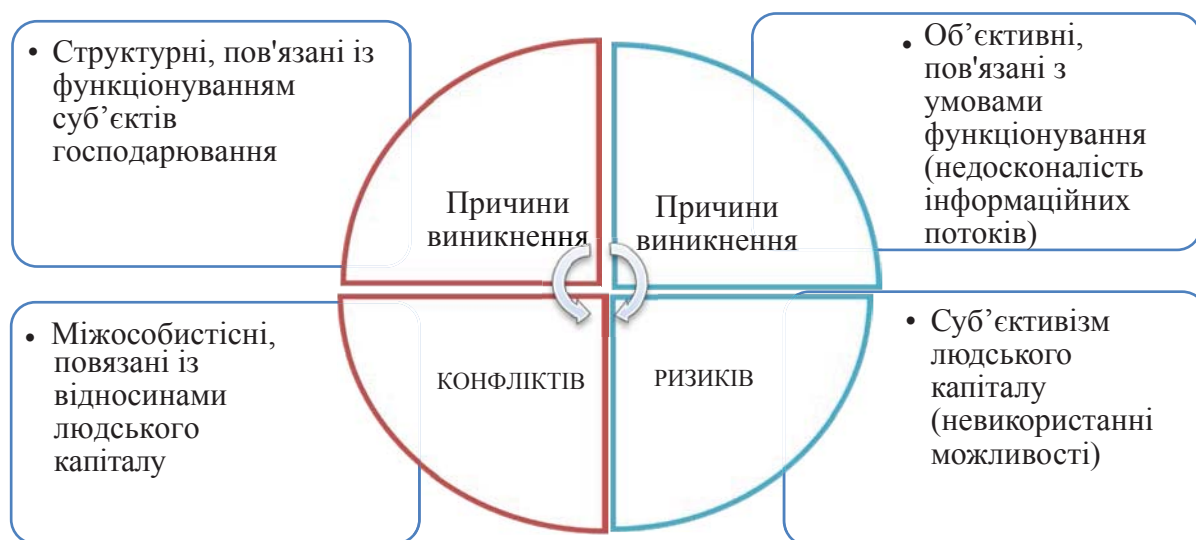 • Структурні, пов'язані із
функціонуванням
суб’єктів
господарювання
• Об’єктивні,
пов'язані з
умовами
функціонування
(недосконалість
інформаційних
потоків)
Причини
виникнення
Причини
виникнення
• Міжособистісні,
повязані із
відносинами
людського
капіталу
КОНФЛІКТІВ
РИЗИКІВ
• Суб’єктивізм
людського
капіталу
(невикористанні
можливості)